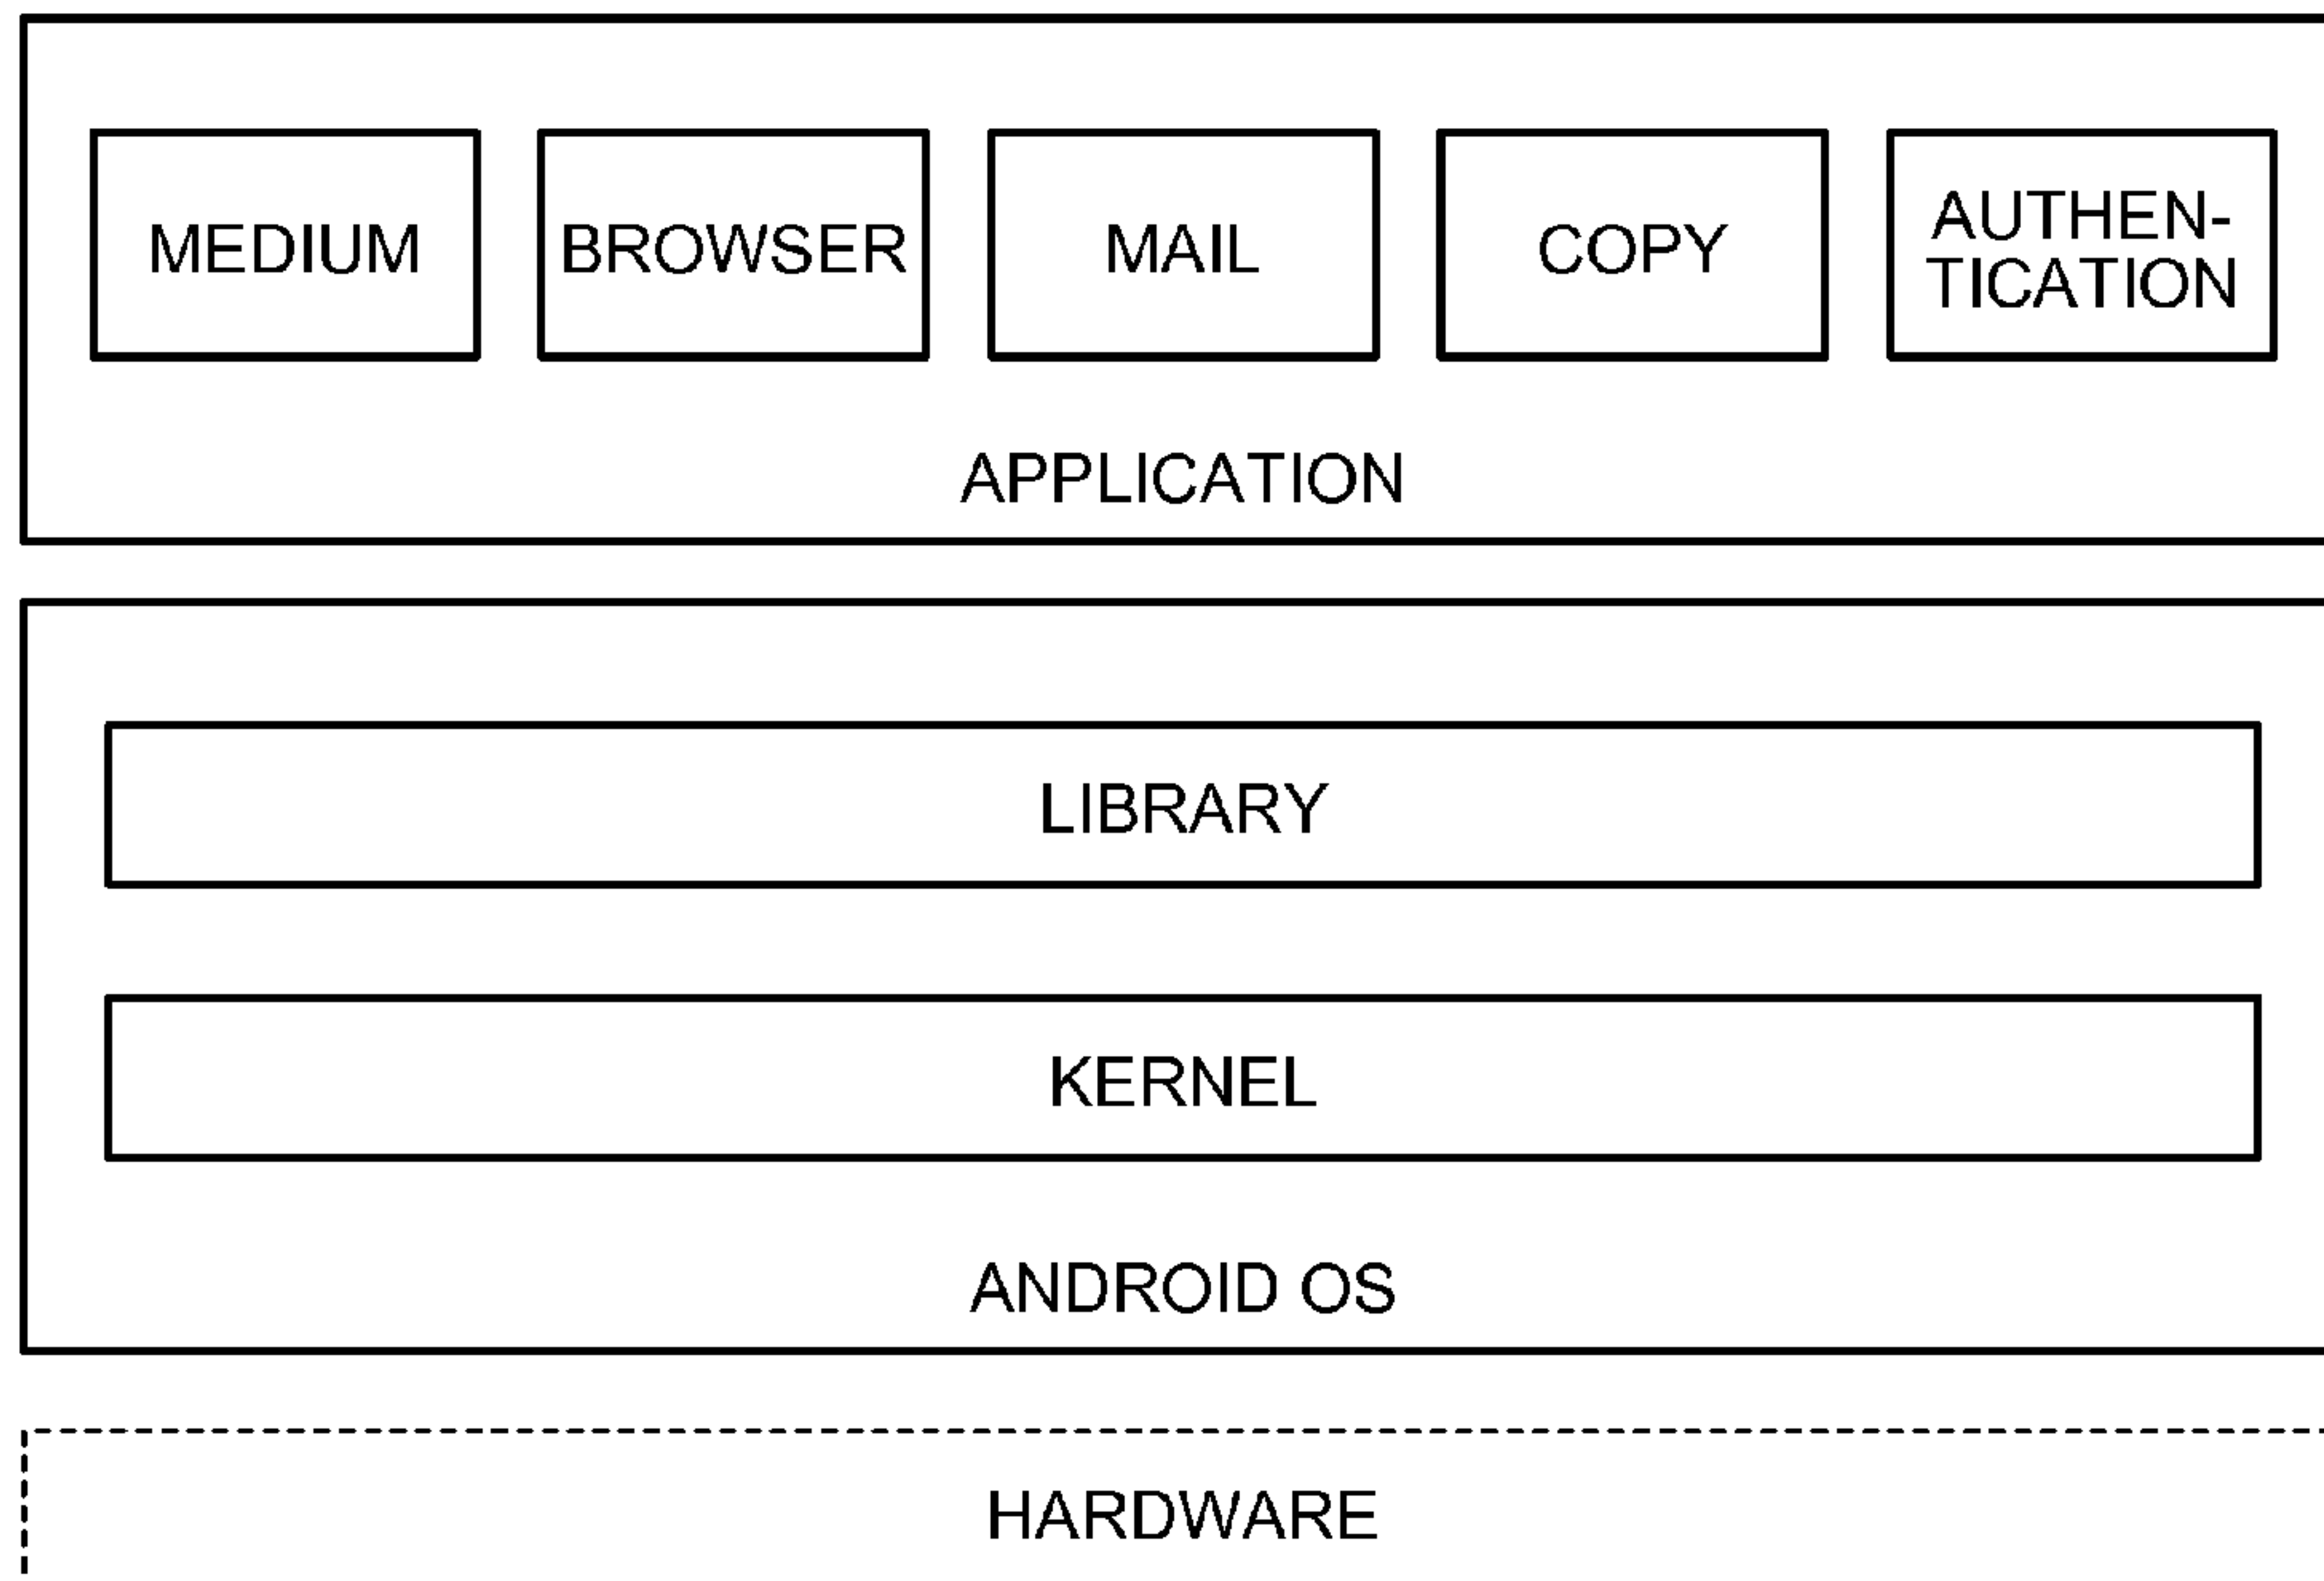 MEDIUM
BROWSER
MAIL
COPY
AUTHEN-
TICATION
APPLICATION
LIBRARY
KERNEL
ANDROID OS
HARDWARE